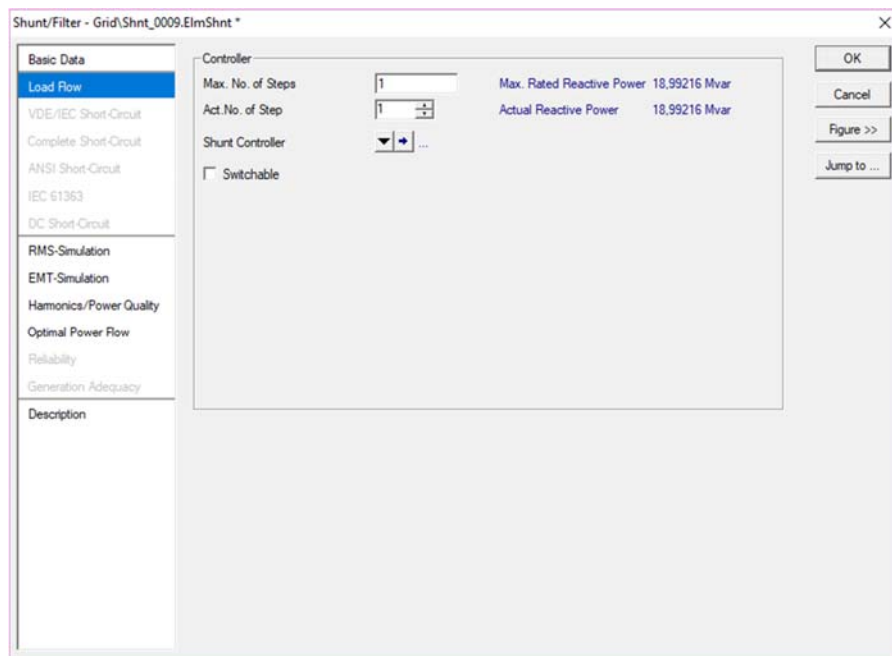 Shunt/Filter - Grid\Shnt_0009.ElmShnt *
Basic Data
Load Flow
VDE/IEC Short-Circuit
Complete Short-Circuit
ANSI Short-Circuit
IEC 61363
DC Short-Circuit
RMS-Simulation
EMT-Simulation
Harmonics/Power Quality
Optimal Power Flow
Reliability
Generation Adequacy
Description
Controller
Max. No. of Steps 1 Max. Rated Reactive Power 18,99216 Mvar
Act.No. of Step 1 Actual Reactive Power 18,99216 Mvar
Shunt Controller ...
Switchable
OK
Cancel
Figure >>
Jump to ...